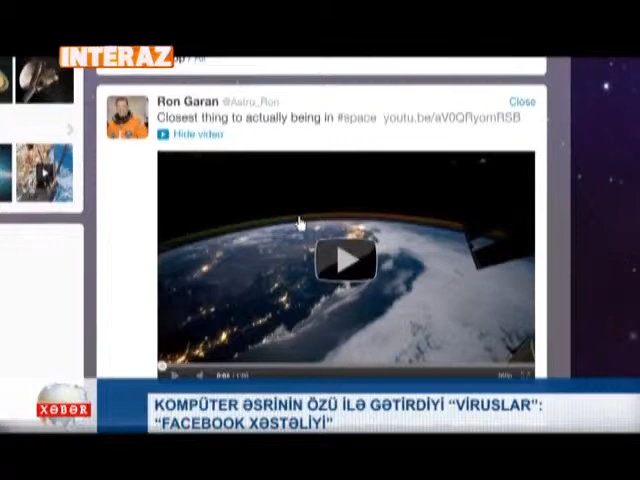 INTERAZ
Ron Garan @Astro_Ron Close
Closest thing to actually being in #space youtu.be/aV0QRyomRSB
Hide video
XƏBƏR
KOMPÜTER ƏSRİNİN ÖZÜ İLƏ GƏTİRDİYİ “VİRUSLAR”:
“FACEBOOK XƏSTƏLİYİ”